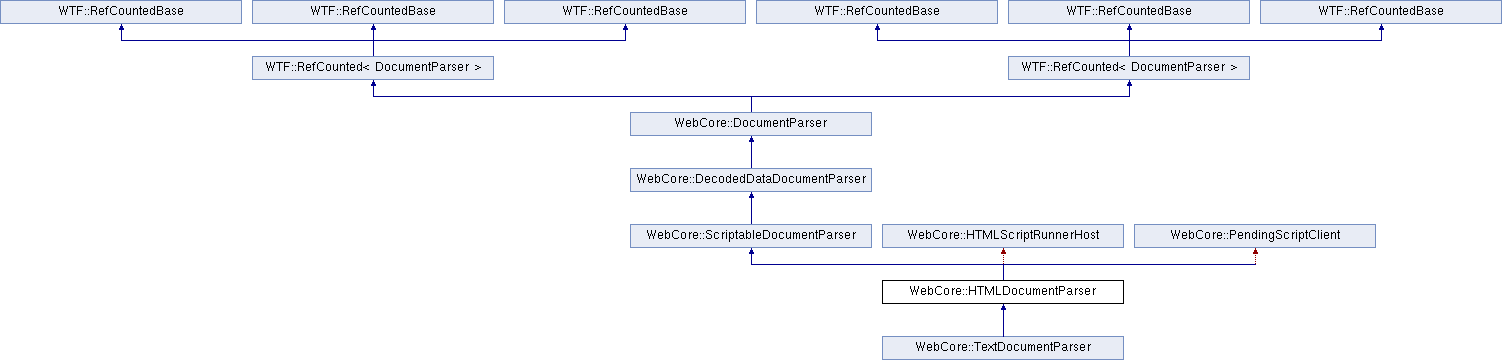 WTF::RefCountedBase
WTF::RefCountedBase
WTF::RefCountedBase
WTF::RefCountedBase
WTF::RefCountedBase
WTF::RefCountedBase
WTF::RefCounted< DocumentParser >
WTF::RefCounted< DocumentParser >
WebCore::DocumentParser
WebCore::DecodedDataDocumentParser
WebCore::ScriptableDocumentParser
WebCore::HTMLScriptRunnerHost
WebCore::PendingScriptClient
WebCore::HTMLDocumentParser
WebCore::TextDocumentParser